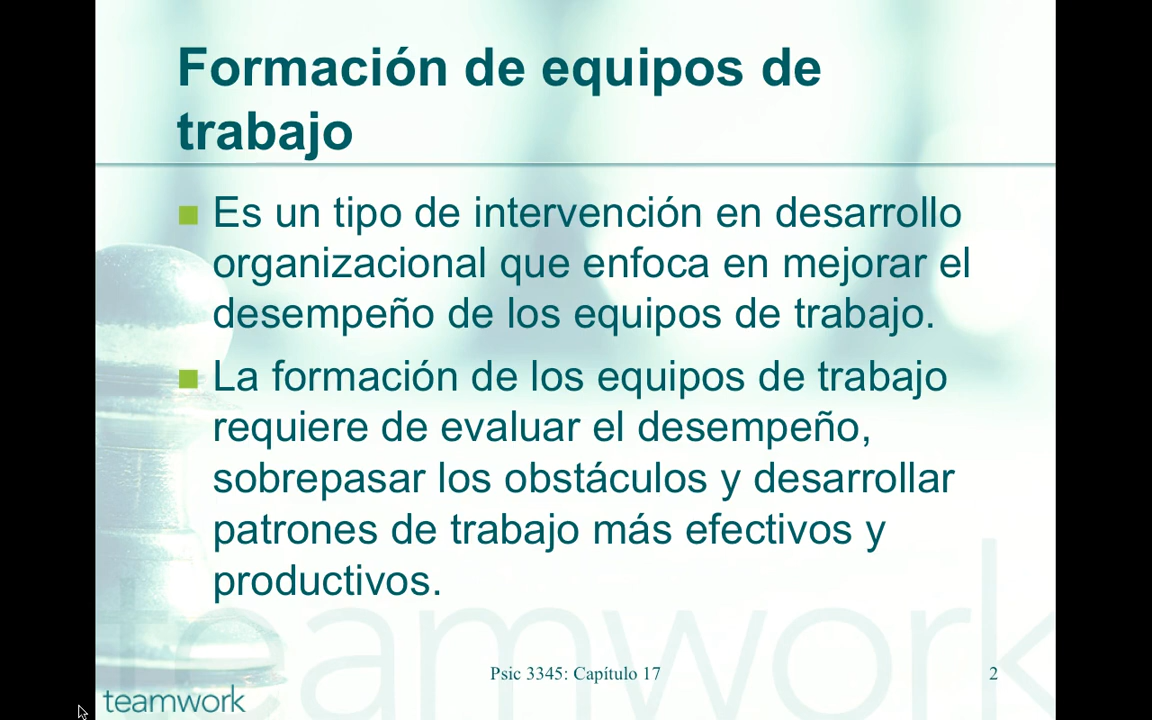 Formación de equipos de
trabajo
Es un tipo de intervención en desarrollo
organizacional que enfoca en mejorar el
desempeño de los equipos de trabajo.
La formación de los equipos de trabajo
requiere de evaluar el desempeño,
sobrepasar los obstáculos y desarrollar
patrones de trabajo más efectivos y
productivos.
teamwork
Psic 3345: Capítulo 17
2
teamwork